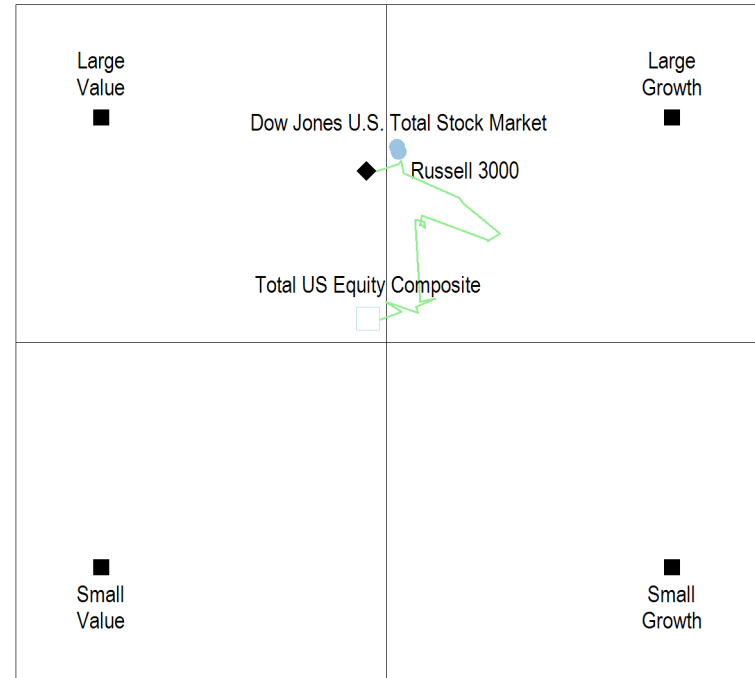 Large
Value
Large
Growth
Dow Jones U.S. Total Stock Market
Russell 3000
Total US Equity Composite
Small
Value
Small
Growth